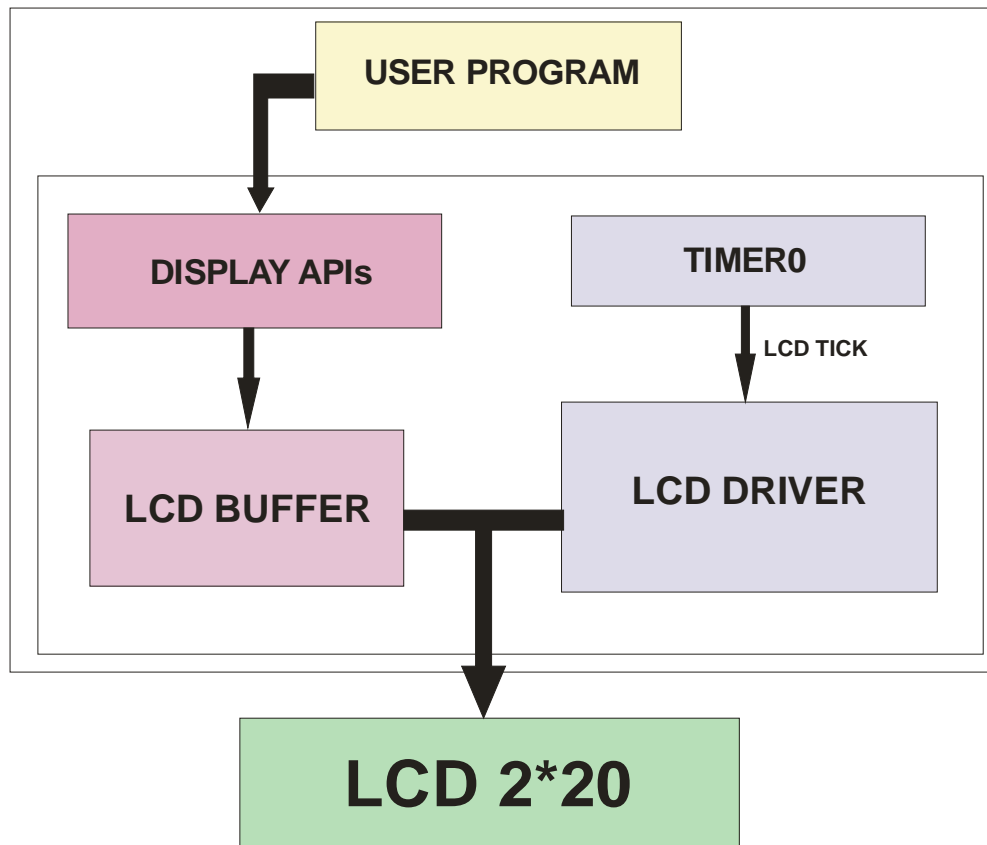 USER PROGRAM
DISPLAY APIs
TIMER0
LCD TICK
LCD BUFFER
LCD DRIVER
LCD 2*20